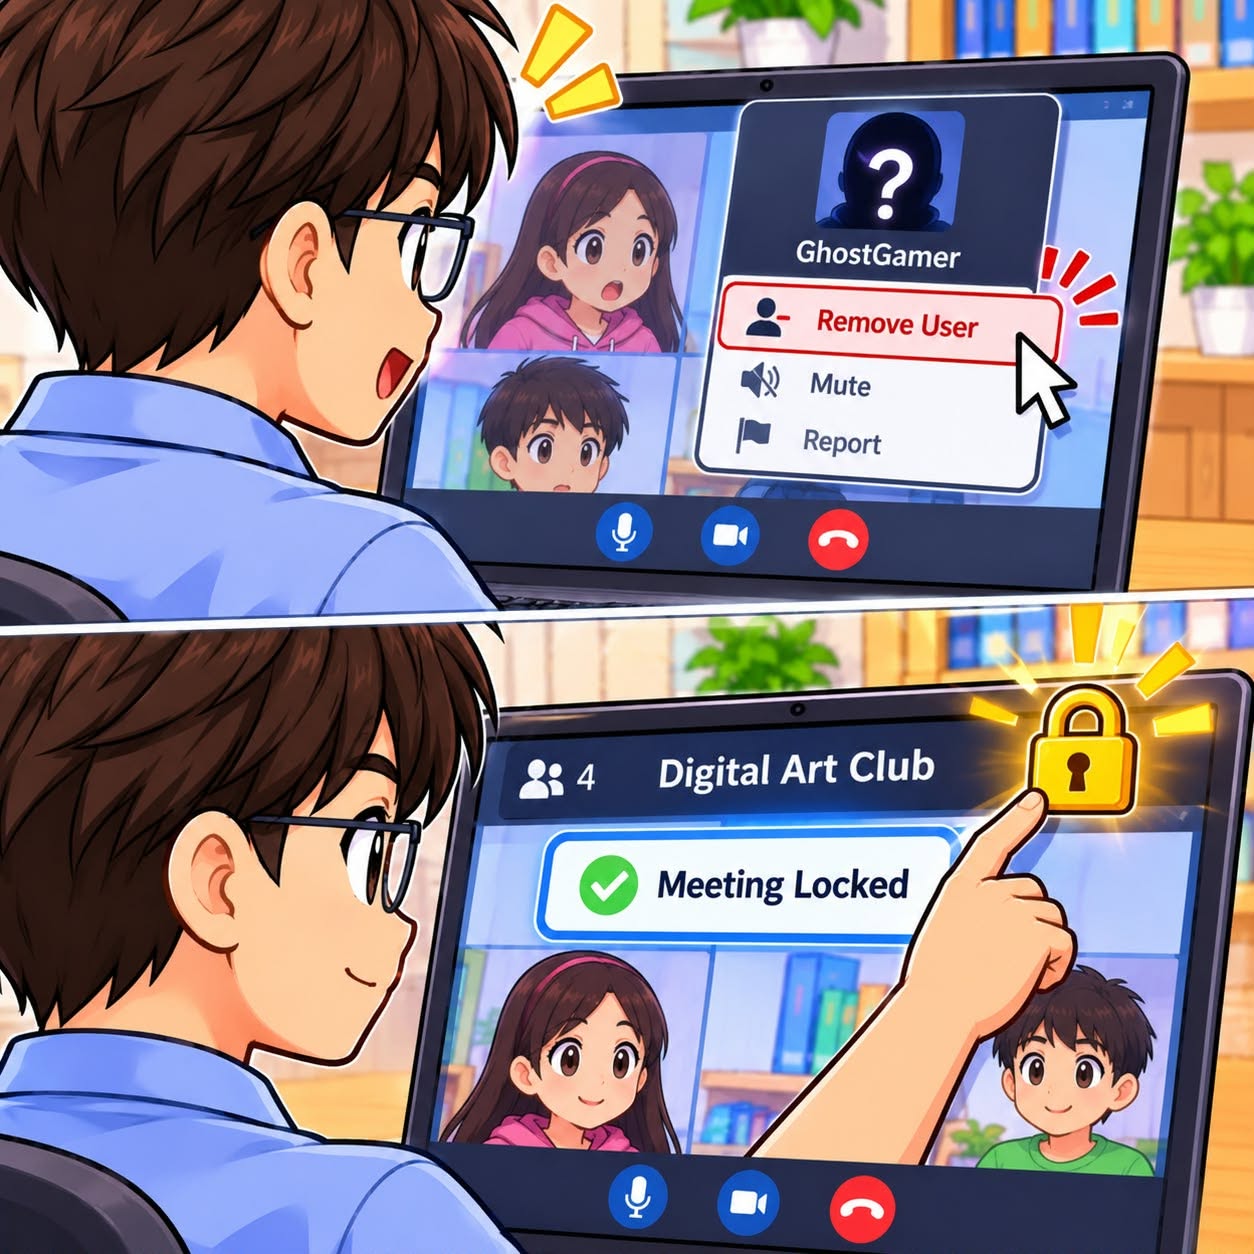 ?
GhostGamer
Remove User
Mute
Report
4
Digital Art Club
Meeting Locked